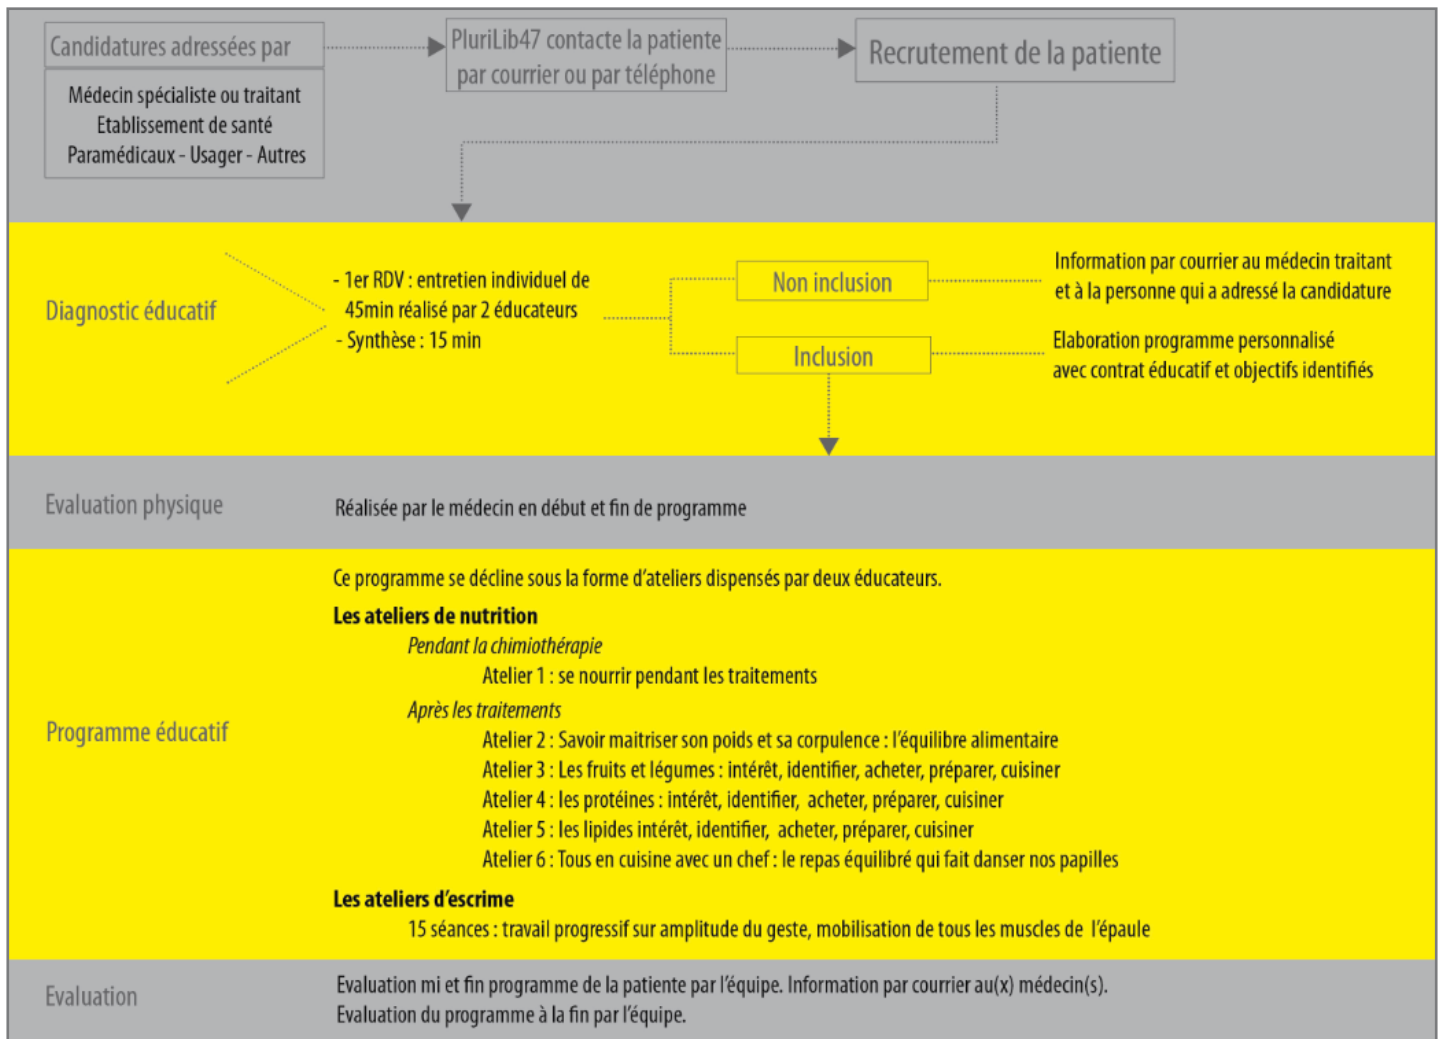 Candidatures adressées par
Médecin spécialiste ou traitant
Etablissement de santé
Paramédicaux - Usager - Autres
PluriLib47 contacte la patiente
par courrier ou par téléphone
Recrutement de la patiente
Diagnostic éducatif
- 1er RDV : entretien individuel de
45min réalisé par 2 éducateurs
- Synthèse : 15 min
Non inclusion
Information par courrier au médecin traitant
et à la personne qui a adressé la candidature
Inclusion
Elaboration programme personnalisé
avec contrat éducatif et objectifs identifiés
Evaluation physique
Réalisée par le médecin en début et fin de programme
Programme éducatif
Ce programme se décline sous la forme d'ateliers dispensés par deux éducateurs.
Les ateliers de nutrition
Pendant la chimiothérapie
Atelier 1 : se nourrir pendant les traitements
Après les traitements
Atelier 2 : Savoir maitriser son poids et sa corpulence : l'équilibre alimentaire
Atelier 3 : Les fruits et légumes : intérêt, identifier, acheter, préparer, cuisiner
Atelier 4 : les protéines : intérêt, identifier, acheter, préparer, cuisiner
Atelier 5 : les lipides intérêt, identifier, acheter, préparer, cuisiner
Atelier 6 : Tous en cuisine avec un chef : le repas équilibré qui fait danser nos papilles
Les ateliers d'escrime
15 séances : travail progressif sur amplitude du geste, mobilisation de tous les muscles de l'épaule
Evaluation
Evaluation mi et fin programme de la patiente par l'équipe. Information par courrier au(x) médecin(s).
Evaluation du programme à la fin par l'équipe.